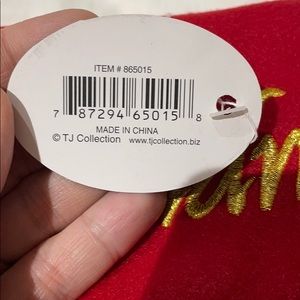 ITEM # 865015
7 87294 65015 8
MADE IN CHINA
© TJ Collection www.tjcollection.biz